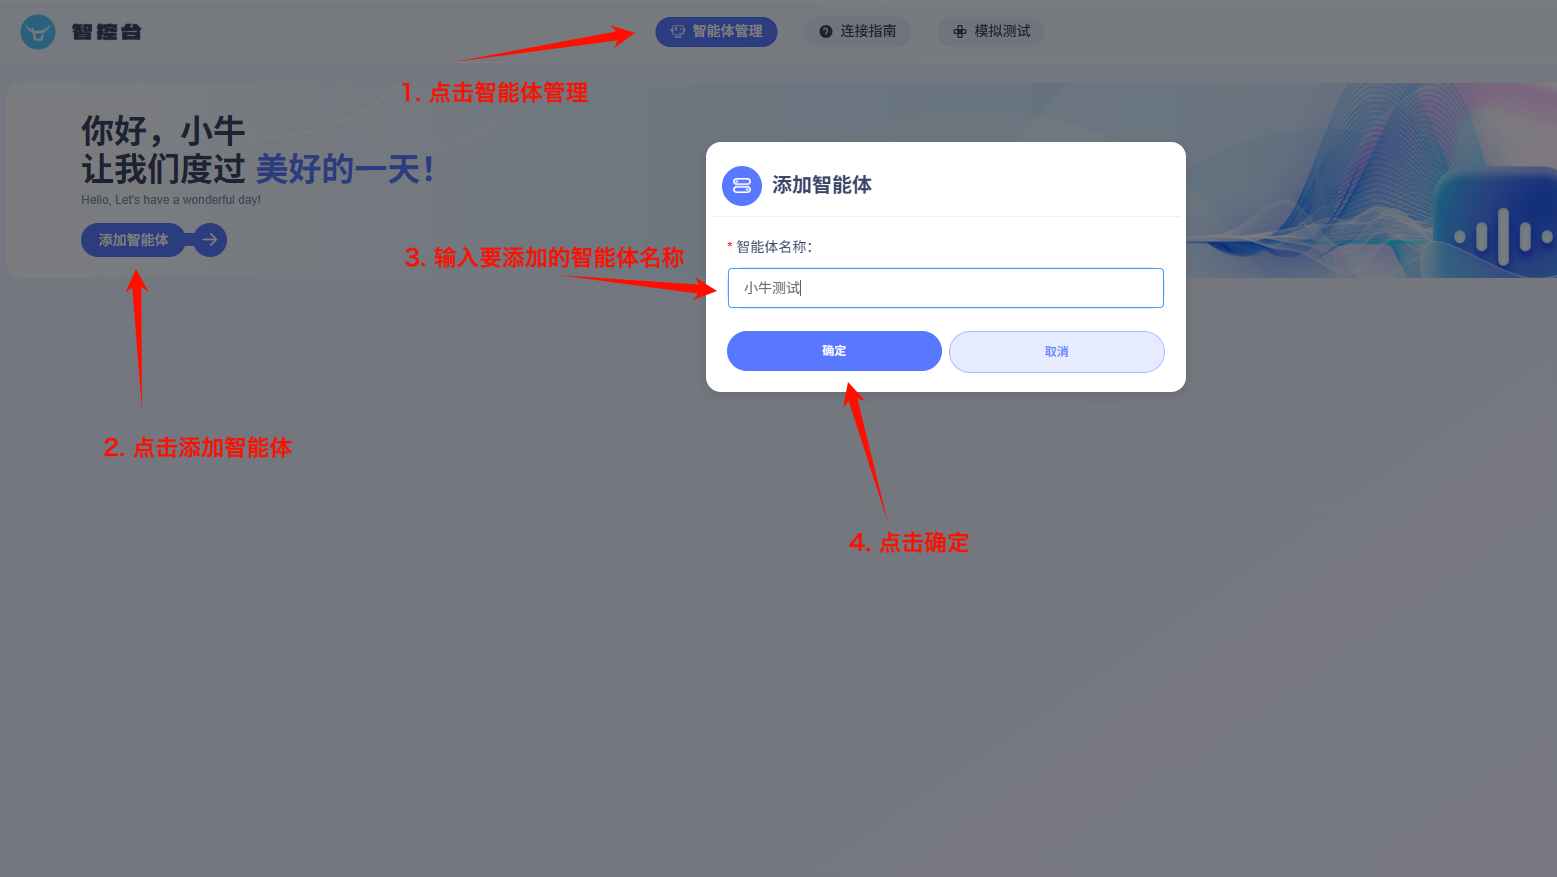 智控台
智能体管理
连接指南
模拟测试
1. 点击智能体管理
你好，小牛
让我们度过 美好的一天！
Hello, Let's have a wonderful day!
添加智能体
2. 点击添加智能体
添加智能体
3. 输入要添加的智能体名称
* 智能体名称：
小牛测试
确定
取消
4. 点击确定